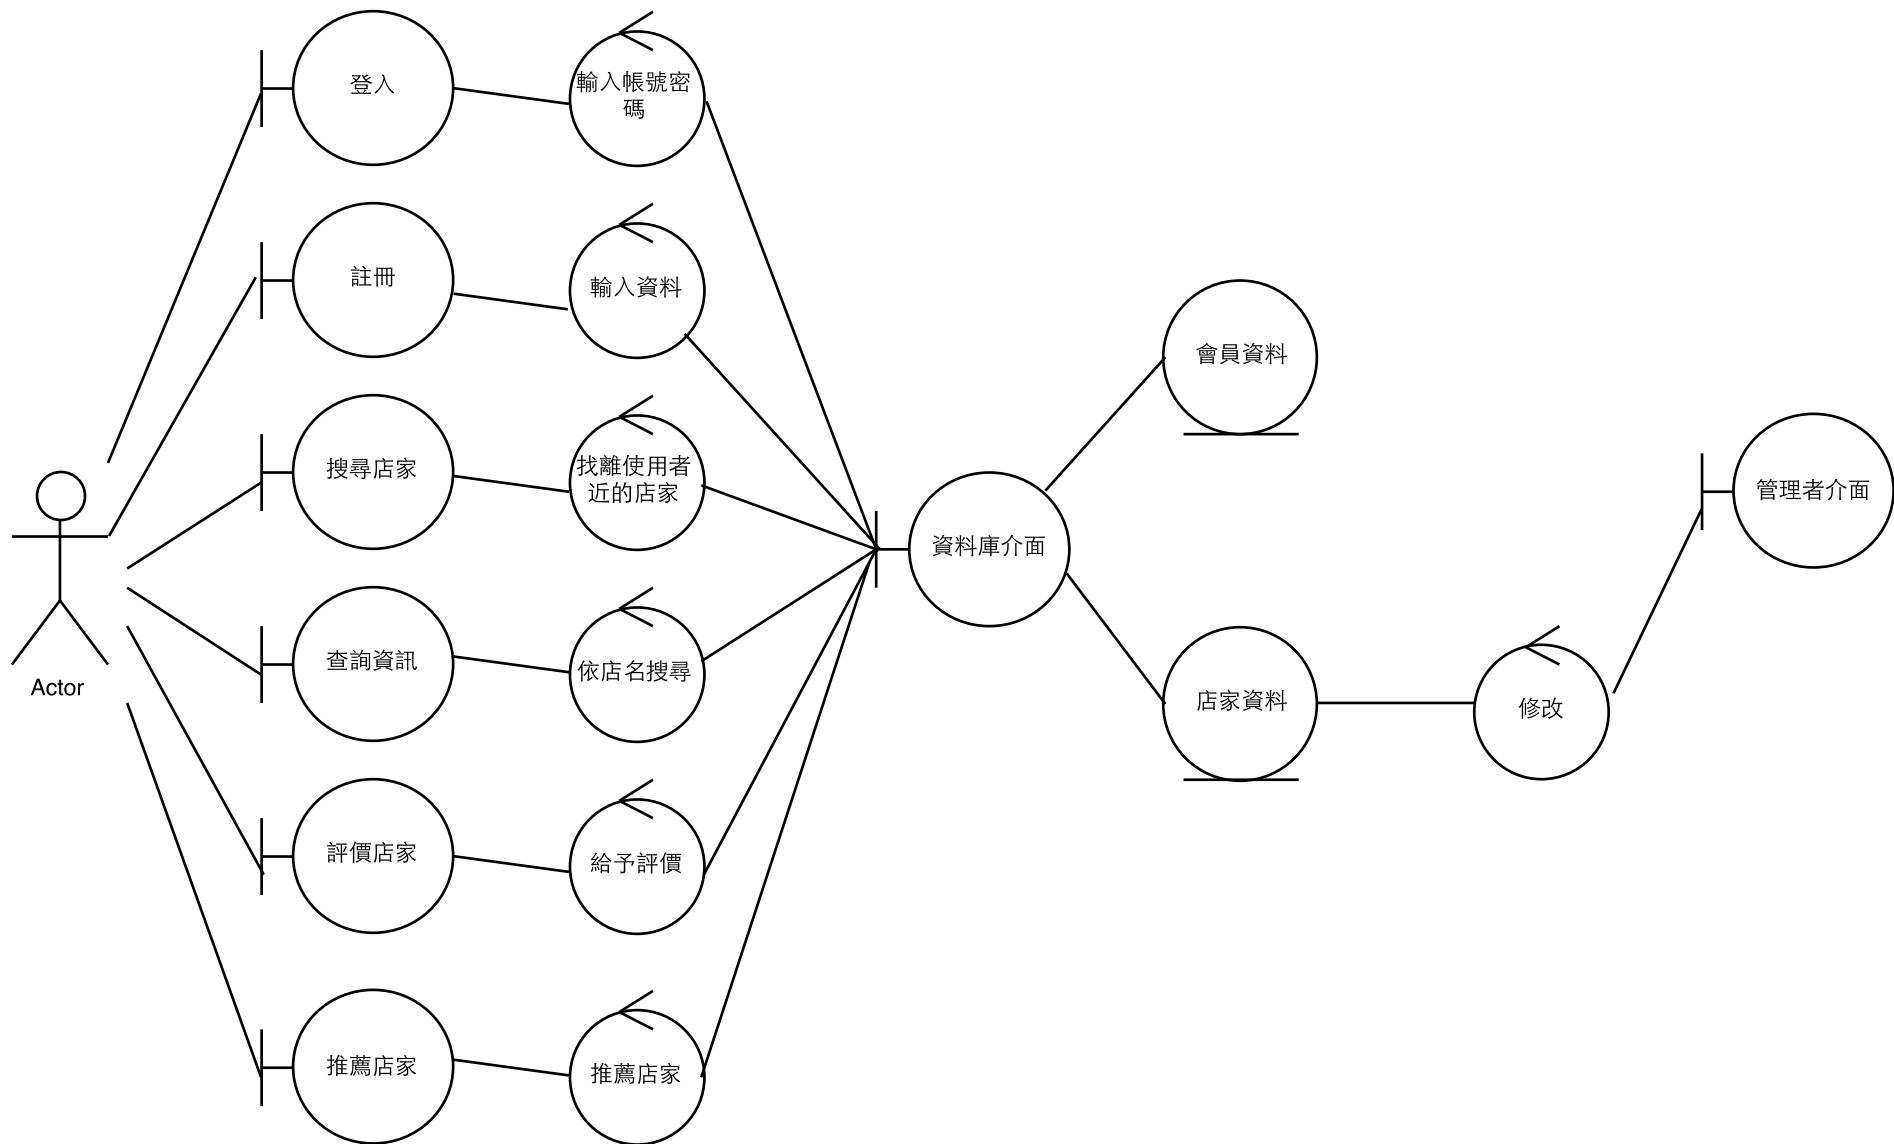 登入
輸入帳號密
碼
註冊
輸入資料
搜尋店家
找離使用者
近的店家
查詢資訊
依店名搜尋
評價店家
給予評價
推薦店家
推薦店家
Actor
資料庫介面
會員資料
店家資料
修改
管理者介面